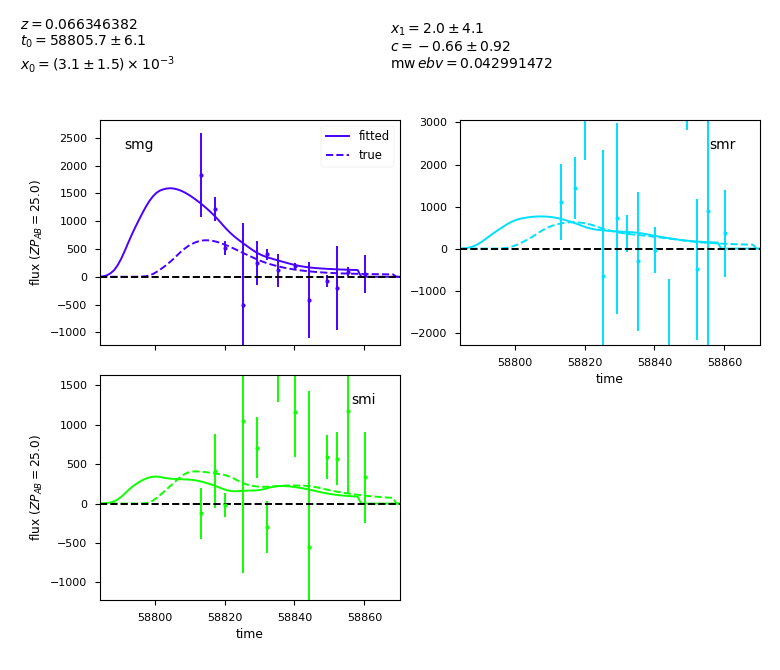 z = 0.066346382
t₀ = 58805.7 ± 6.1
x₀ = (3.1 ± 1.5) × 10⁻³
x₁ = 2.0 ± 4.1
c = −0.66 ± 0.92
mw ebv = 0.042991472
smg
fitted
true
2500
2000
1500
1000
500
0
−500
−1000
flux (ZP_AB = 25.0)
smr
3000
2000
1000
0
−1000
−2000
58800 58820 58840 58860
time
smi
1500
1000
500
0
−500
−1000
flux (ZP_AB = 25.0)
58800 58820 58840 58860
time